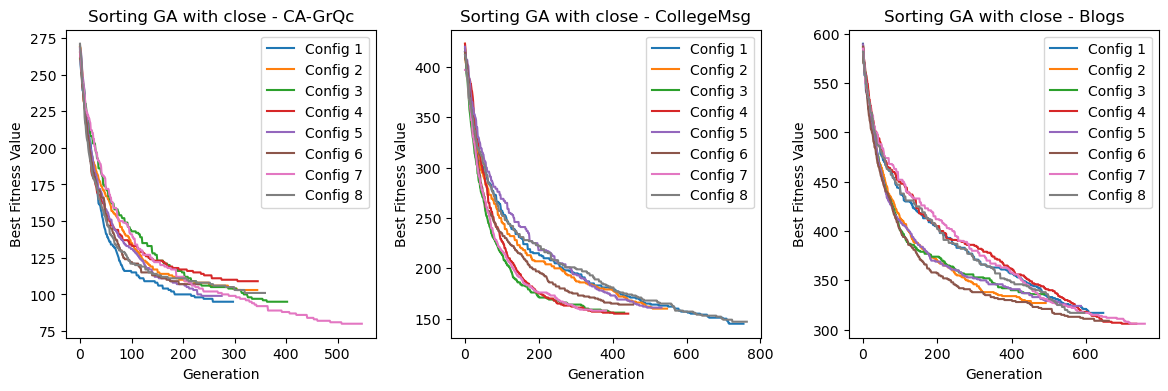 Sorting GA with close - CA-GrQc
Best Fitness Value
275
250
225
200
175
150
125
100
75
0
100
200
300
400
500
Generation
Config 1
Config 2
Config 3
Config 4
Config 5
Config 6
Config 7
Config 8
Sorting GA with close - CollegeMsg
Best Fitness Value
400
350
300
250
200
150
0
200
400
600
800
Generation
Config 1
Config 2
Config 3
Config 4
Config 5
Config 6
Config 7
Config 8
Sorting GA with close - Blogs
Best Fitness Value
600
550
500
450
400
350
300
0
200
400
600
Generation
Config 1
Config 2
Config 3
Config 4
Config 5
Config 6
Config 7
Config 8